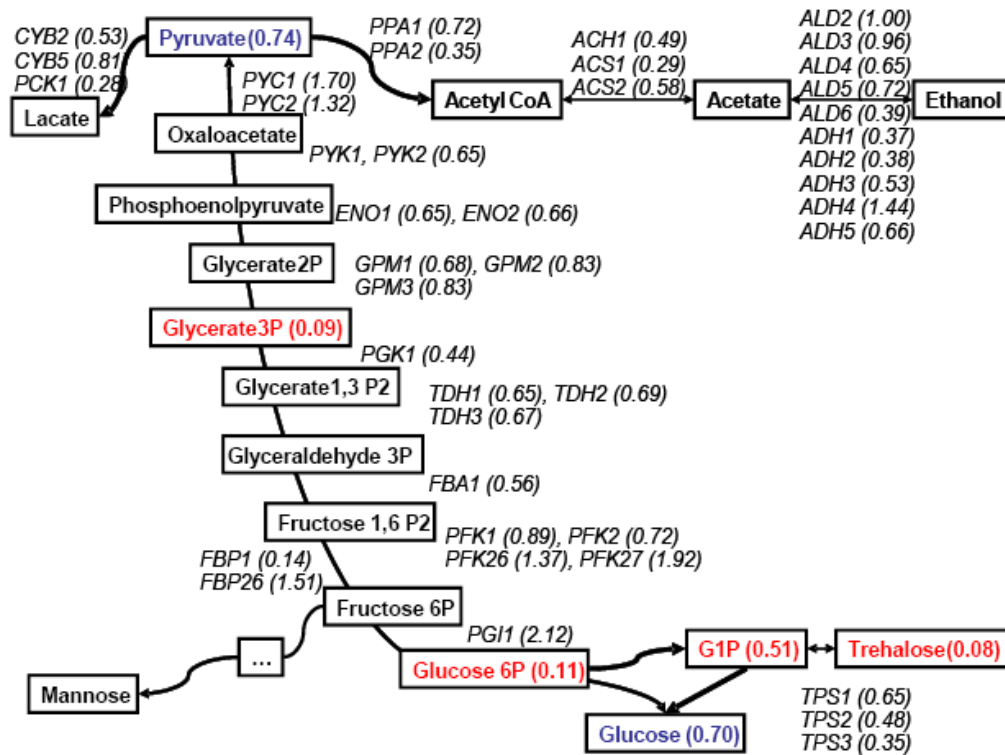 CYB2 (0.53)
CYB5 (0.81)
PCK1 (0.28)
Lacate
Pyruvate(0.74)
PPA1 (0.72)
PPA2 (0.35)
PYC1 (1.70)
PYC2 (1.32)
Acetyl CoA
ACH1 (0.49)
ACS1 (0.29)
ACS2 (0.58)
Acetate
ALD2 (1.00)
ALD3 (0.96)
ALD4 (0.65)
ALD5 (0.72)
ALD6 (0.39)
ADH1 (0.37)
ADH2 (0.38)
ADH3 (0.53)
ADH4 (1.44)
ADH5 (0.66)
Ethanol
Oxaloacetate
PYK1, PYK2 (0.65)
Phosphoenolpyruvate
ENO1 (0.65), ENO2 (0.66)
Glycerate2P
GPM1 (0.68), GPM2 (0.83)
GPM3 (0.83)
Glycerate3P (0.09)
PGK1 (0.44)
Glycerate1,3 P2
TDH1 (0.65), TDH2 (0.69)
TDH3 (0.67)
Glyceraldehyde 3P
FBA1 (0.56)
Fructose 1,6 P2
PFK1 (0.89), PFK2 (0.72)
PFK26 (1.37), PFK27 (1.92)
FBP1 (0.14)
FBP26 (1.51)
Fructose 6P
PGI1 (2.12)
...
Mannose
Glucose 6P (0.11)
G1P (0.51)
Trehalose(0.08)
Glucose (0.70)
TPS1 (0.65)
TPS2 (0.48)
TPS3 (0.35)